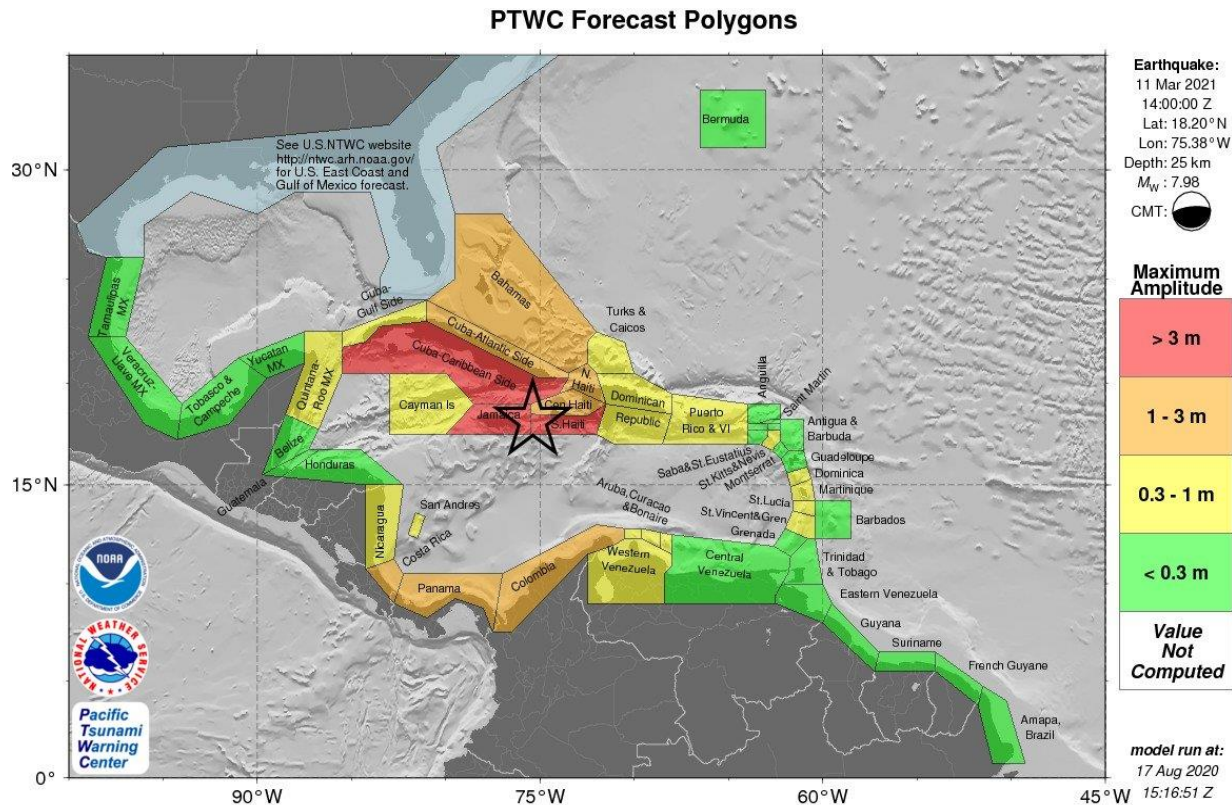 PTWC Forecast Polygons
Earthquake:
11 Mar 2021
14:00:00 Z
Lat: 18.20°N
Lon: 75.38°W
Depth: 25 km
Mw : 7.98
CMT:
Maximum
Amplitude
> 3 m
1 - 3 m
0.3 - 1 m
< 0.3 m
Value
Not
Computed
model run at:
17 Aug 2020
15:16:51 Z
30°N
15°N
0°
90°W
75°W
60°W
45°W
See U.S.NTWC website
http://ntwc.arh.noaa.gov/
for U.S. East Coast and
Gulf of Mexico forecast.
Bermuda
Tamaulipas
MX
Veracruz-
Llave MX
Tobasco &
Campeche
Yucatan MX
Quintana-
Roo MX
Belize
Honduras
Guatemala
Cuba-
Gulf Side
Cuba-Atlantic Side
Cuba-Caribbean Side
Bahamas
Turks &
Caicos
N.
Haiti
Cen.Haiti
S.Haiti
Jamaica
Cayman Is
Dominican
Republic
Puerto
Rico & VI
Anguilla
Saint Martin
Antigua &
Barbuda
Saba&St.Eustatius
St.Kitts&Nevis
Montserrat
Guadeloupe
Dominica
Martinique
St.Lucia
St.Vincent&Gren
Grenada
Barbados
Aruba,Curacao
&Bonaire
San Andres
Nicaragua
Costa Rica
Panama
Colombia
Western
Venezuela
Central
Venezuela
Trinidad
& Tobago
Eastern Venezuela
Guyana
Suriname
French Guyane
Amapa,
Brazil
NOAA
NATIONAL WEATHER
SERVICE
Pacific
Tsunami
Warning
Center